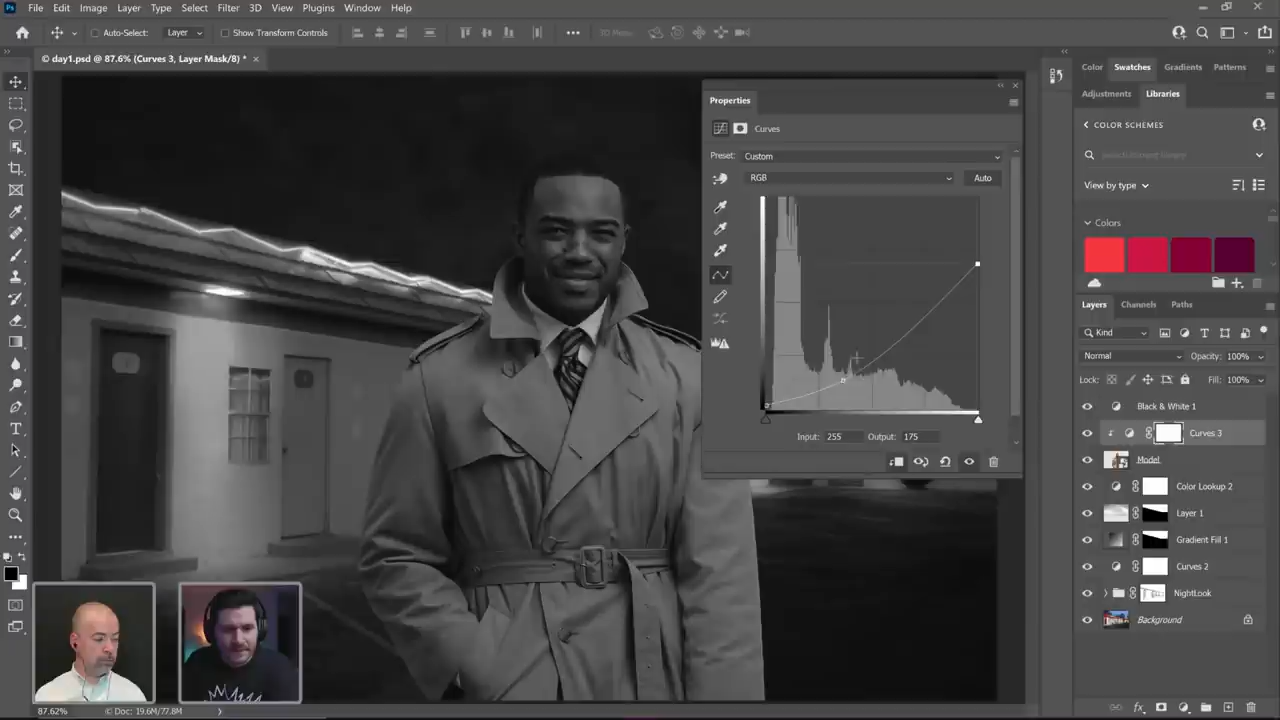 Ps File Edit Image Layer Type Select Filter 3D View Plugins Window Help
Auto-Select: Layer Show Transform Controls 3D Mode:
© day1.psd @ 87.6% (Curves 3, Layer Mask/8) *
Properties
Curves
Preset: Custom
RGB Auto
Input: 255 Output: 175
Color Swatches Gradients Patterns
Adjustments Libraries
COLOR SCHEMES
View by type
Colors
Layers Channels Paths
Kind
Normal Opacity: 100%
Lock: Fill: 100%
Black & White 1
Curves 3
Model
Color Lookup 2
Layer 1
Gradient Fill 1
Curves 2
NightLook
Background
87.62% © Doc: 19.6M/77.8M